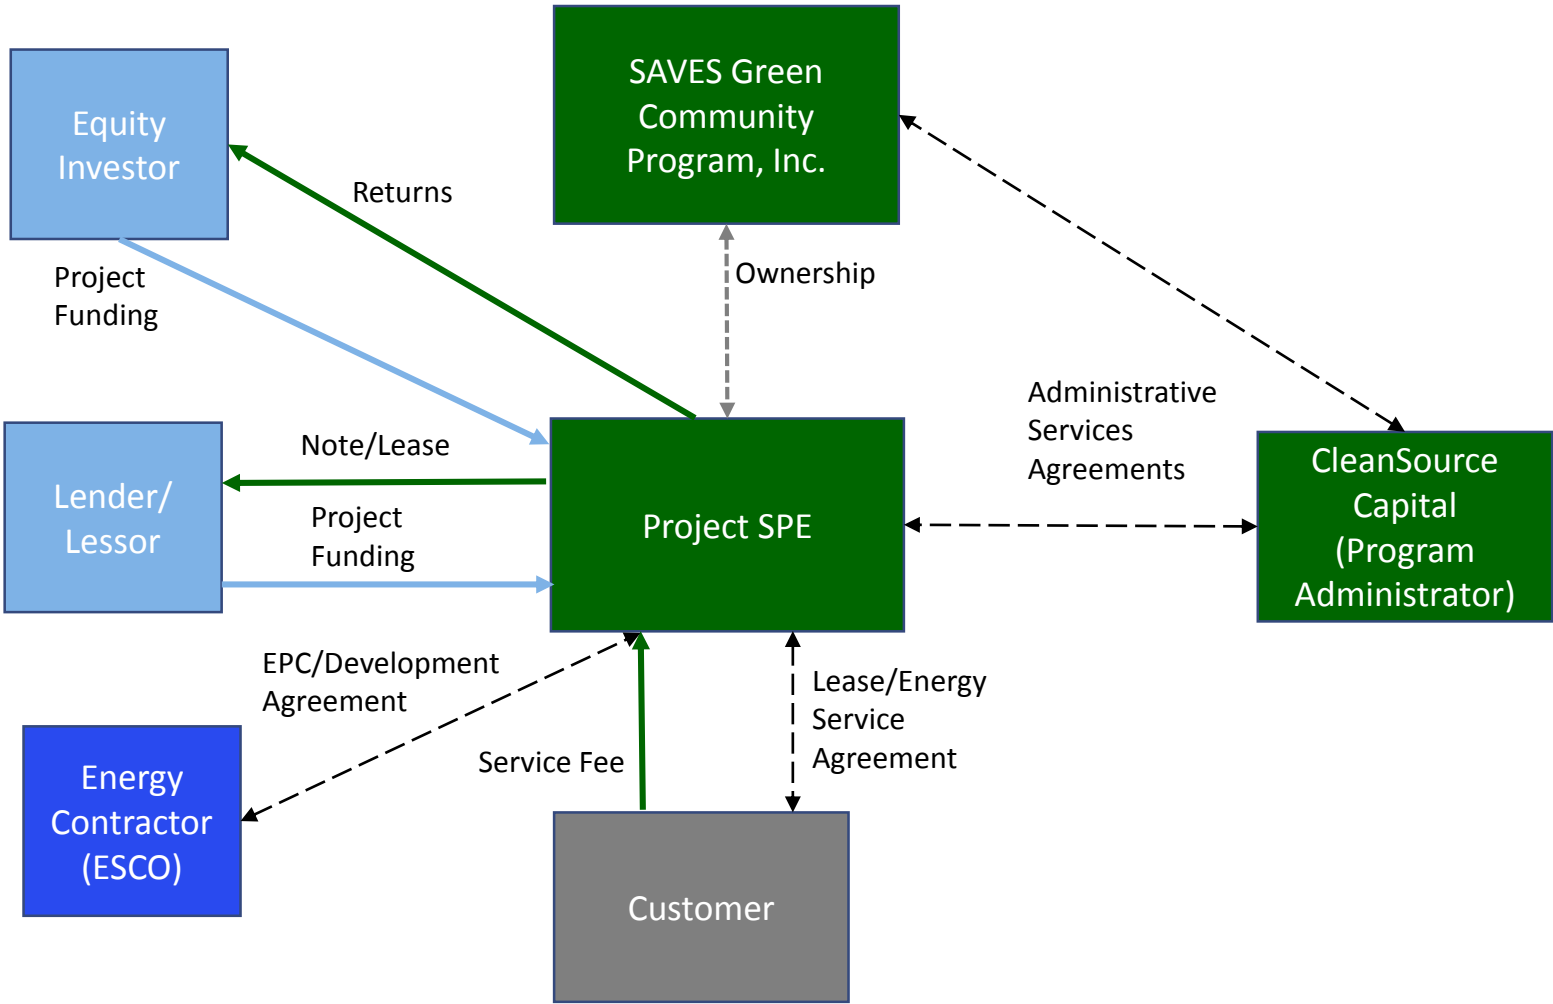 SAVES Green
Community
Program, Inc.
Equity
Investor
Returns
Project
Funding
Ownership
Administrative
Services
Agreements
Note/Lease
CleanSource
Capital
(Program
Administrator)
Lender/
Lessor
Project
Funding
Project SPE
EPC/Development
Agreement
Lease/Energy
Service
Agreement
Service Fee
Energy
Contractor
(ESCO)
Customer